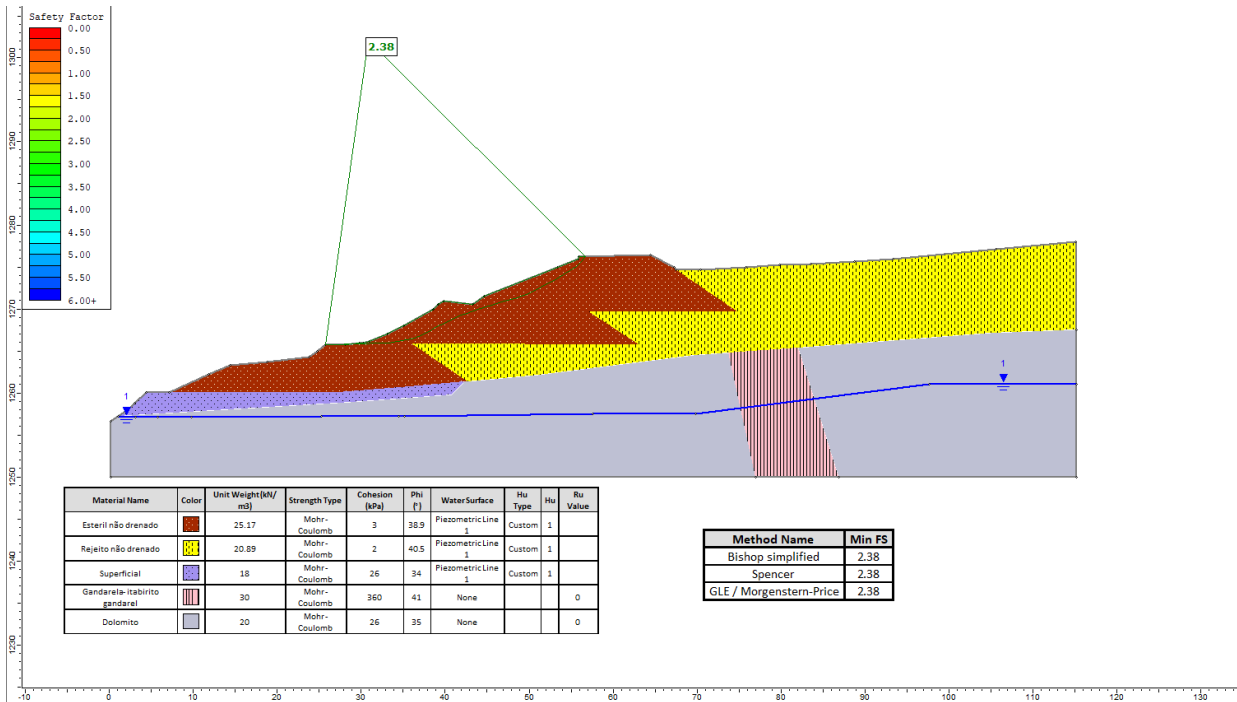 Safety Factor
0.00
0.50
1.00
1.50
2.00
2.50
3.00
3.50
4.00
4.50
5.00
5.50
6.00+
2.38
1300
1290
1280
1270
1260
1250
1240
1230
1
1
Material Name Color Unit Weight(kN/ m3) Strength Type Cohesion (kPa) Phi (°) Water Surface Hu Type Hu Ru Value
Esteril não drenado 25.17 Mohr-Coulomb 3 38.9 Piezometric Line 1 Custom 1
Rejeito não drenado 20.89 Mohr-Coulomb 2 40.5 Piezometric Line 1 Custom 1
Superficial 18 Mohr-Coulomb 26 34 Piezometric Line 1 Custom 1
Gandarela- itabirito gandarel 30 Mohr-Coulomb 360 41 None 0
Dolomito 20 Mohr-Coulomb 26 35 None 0
Method Name Min FS
Bishop simplified 2.38
Spencer 2.38
GLE / Morgenstern-Price 2.38
-10 0 10 20 30 40 50 60 70 80 90 100 110 120 130